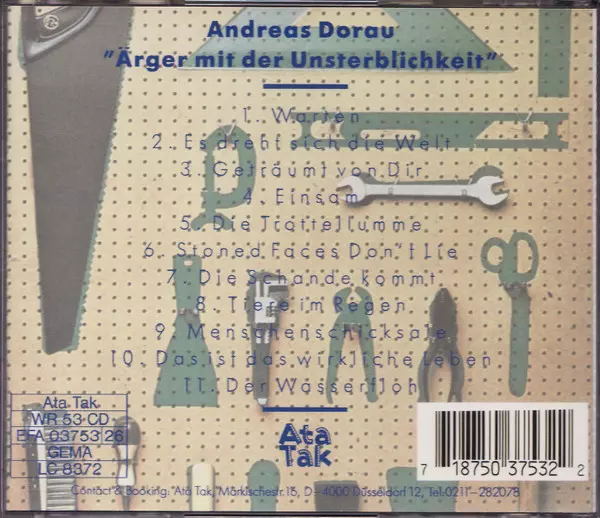 Andreas Dorau
"Ärger mit der Unsterblichkeit"
1. Warten
2. Es dreht sich die Welt
3. Geträumt von Dir
4. Einsam
5. Die Trottellumme
6. Stoned Faces Don't Lie
7. Die Schande kommt
8. Tiere im Regen
9. Menschenschicksale
10. Das ist das wirkliche Leben
11. Der Wasserfloh
Ata
Tak
Ata Tak
WR 53 CD
EFA 03753 26
GEMA
LC 8372
7 18750 37532 2
Contact & Booking: "Ata Tak, Märkischestr.15, D-4000 Düsseldorf 12, Tel:0211-282078